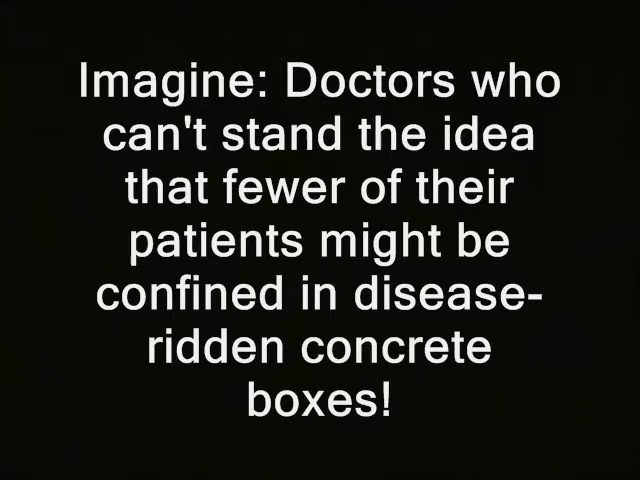 Imagine: Doctors who
can't stand the idea
that fewer of their
patients might be
confined in disease-
ridden concrete
boxes!